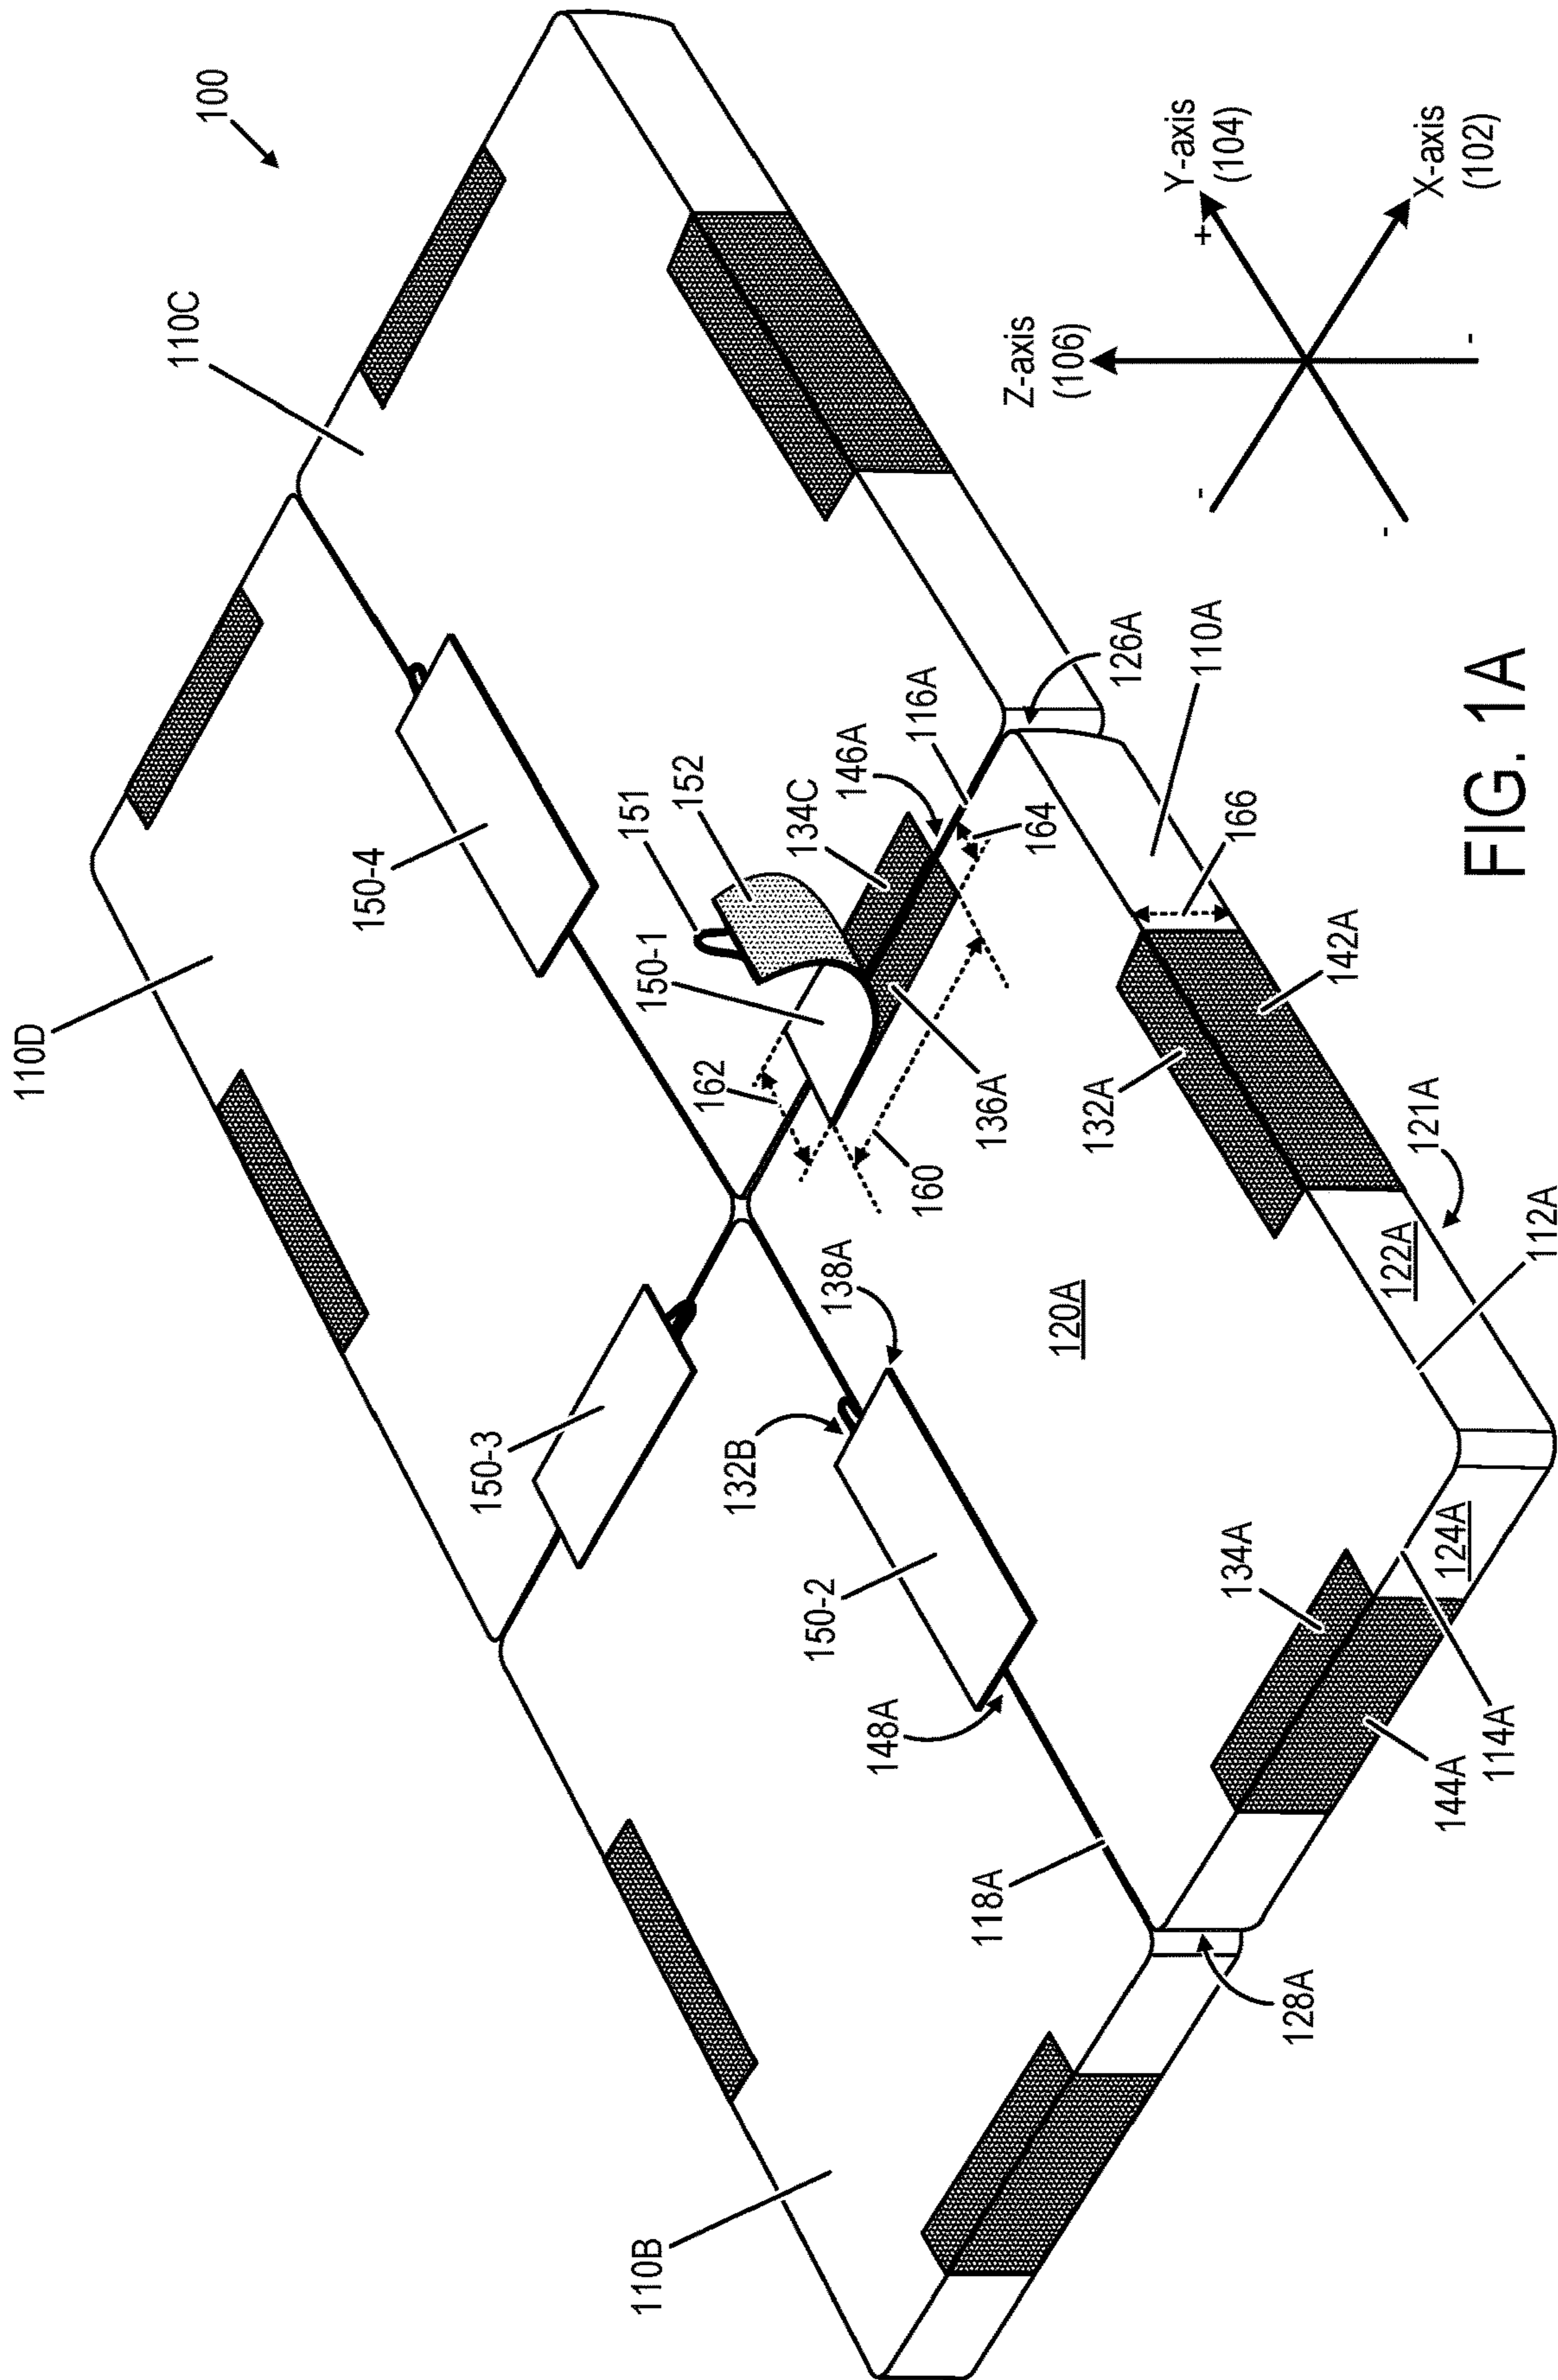 100
110C
110D
150-4
151
152
150-1
134C
146A
116A
126A
110A
162
164
166
136A
160
150-3
132B
138A
120A
132A
142A
150-2
148A
118A
128A
134A
144A
114A
124A
122A
121A
112A
110B
Z-axis
(106)
Y-axis
(104)
+
X-axis
(102)
-
-
-
FIG. 1A